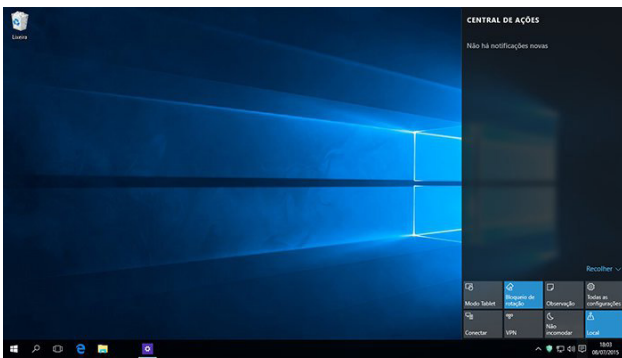 CENTRAL DE AÇÕES
Lixeira
Não há notificações novas
Recolher
Modo Tablet
Bloqueio de rotação
Observação
Todas as configurações
Conectar
VPN
Não incomodar
Local
18:03
06/07/2015